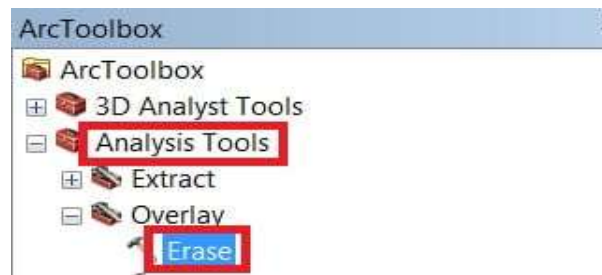 ArcToolbox
ArcToolbox
3D Analyst Tools
Analysis Tools
Extract
Overlay
Erase